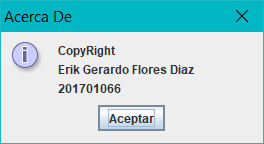 Acerca De
CopyRight
Erik Gerardo Flores Diaz
201701066
Aceptar